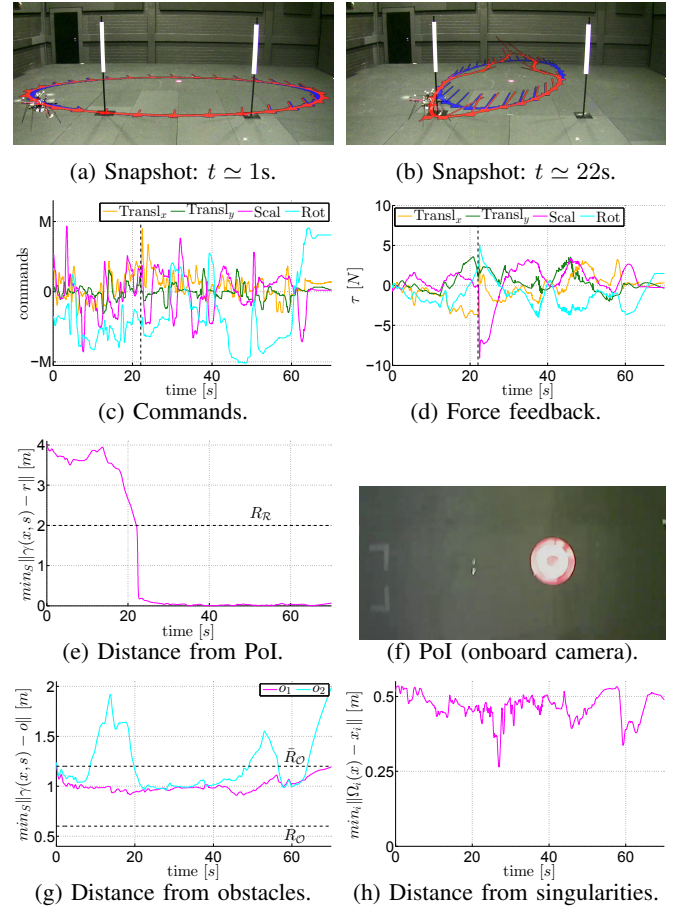 (a) Snapshot: t ≃ 1s.
(b) Snapshot: t ≃ 22s.
Transl_x Transl_y Scal Rot
M
0
−M
commands
0 20 40 60
time [s]
(c) Commands.
Transl_x Transl_y Scal Rot
10
5
0
−5
−10
τ [N]
0 20 40 60
time [s]
(d) Force feedback.
4
3
2
1
0
min_S‖γ(x, s) − r‖ [m]
R_R
0 20 40 60
time [s]
(e) Distance from PoI.
(f) PoI (onboard camera).
o_1 o_2
2
1.5
1
0.5
min_S‖γ(x, s) − o‖ [m]
R̄_O
R_O
0 20 40 60
time [s]
(g) Distance from obstacles.
0.5
0.25
0
min_i‖Ω_i(x) − x_i‖ [m]
0 20 40 60
time [s]
(h) Distance from singularities.